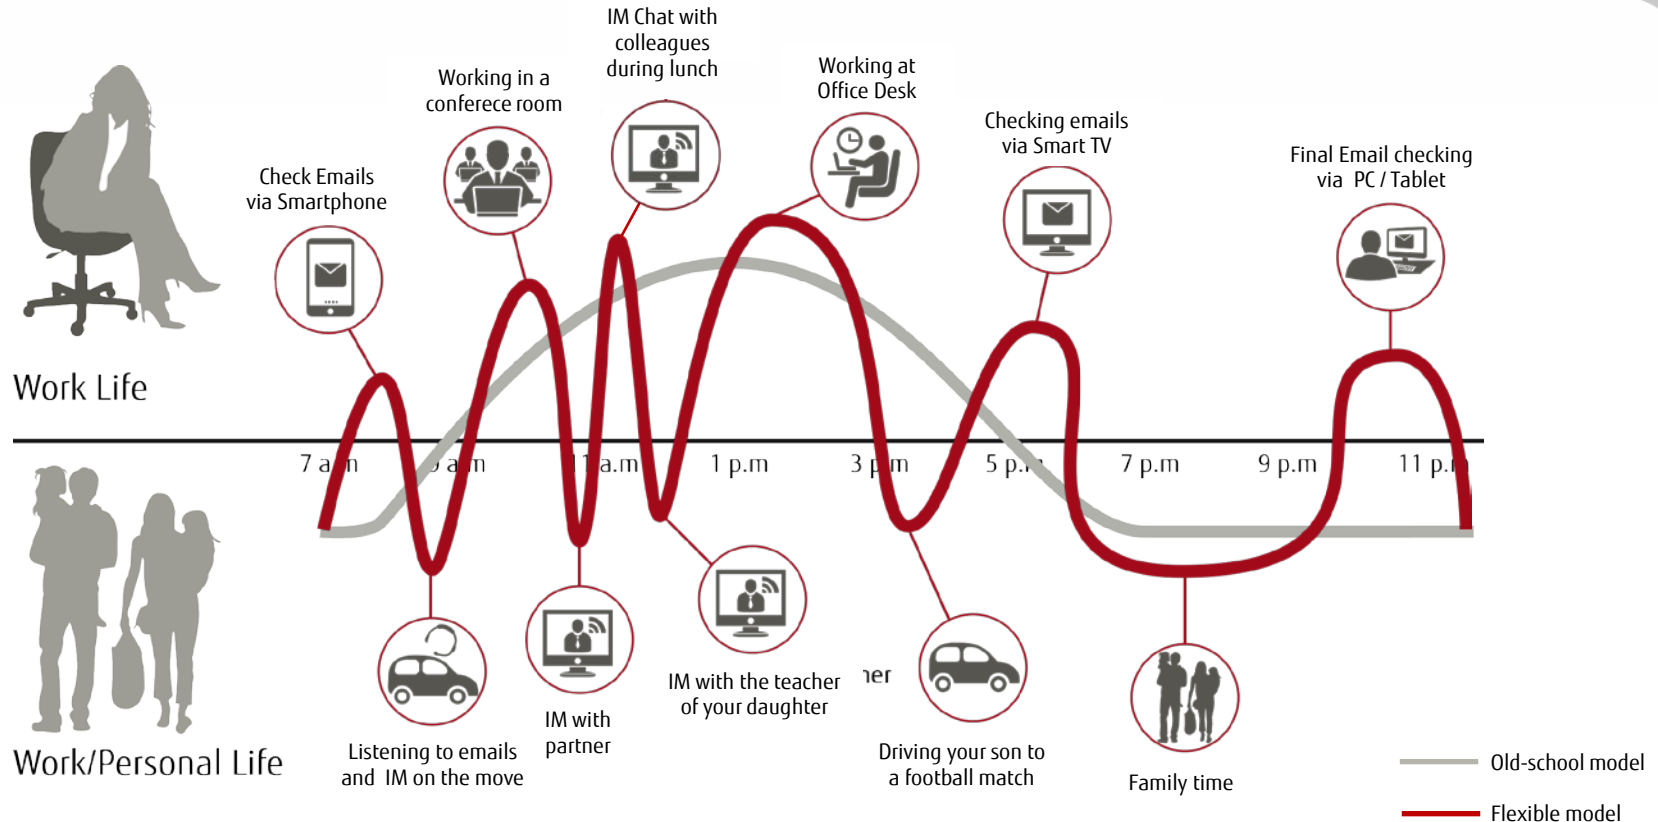 IM Chat with
colleagues
during lunch
Working in a
conferece room
Working at
Office Desk
Checking emails
via Smart TV
Final Email checking
via PC / Tablet
Check Emails
via Smartphone
Work Life
7 a.m
9 a.m
11 a.m
1 p.m
3 p.m
5 p.m
7 p.m
9 p.m
11 p.m
Work/Personal Life
Listening to emails
and IM on the move
IM with
partner
IM with the teacher
of your daughter
ner
Driving your son to
a football match
Family time
Old-school model
Flexible model